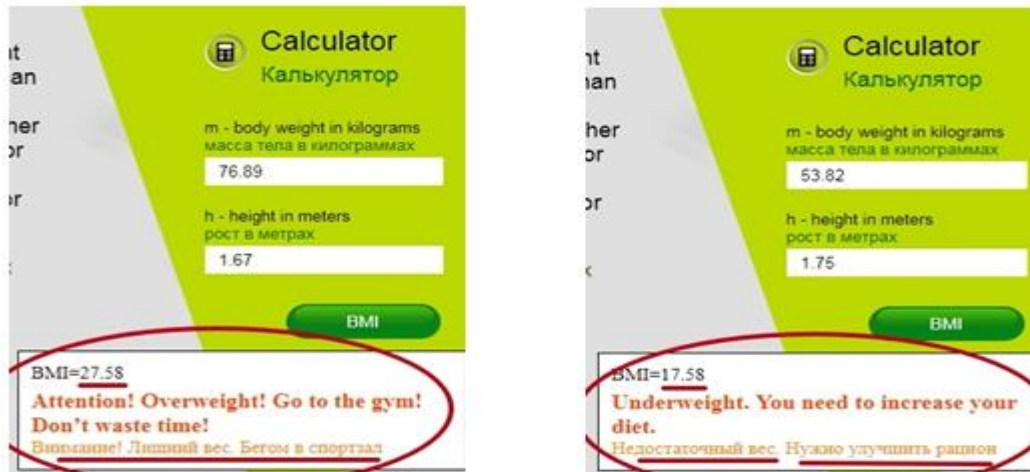 Calculator
Калькулятор
m - body weight in kilograms
масса тела в килограммах
76.89
h - height in meters
рост в метрах
1.67
BMI
BMI=27.58
Attention! Overweight! Go to the gym!
Don't waste time!
Внимание! Лишний вес. Бегом в спортзал
Calculator
Калькулятор
m - body weight in kilograms
масса тела в килограммах
53.82
h - height in meters
рост в метрах
1.75
BMI
BMI=17.58
Underweight. You need to increase your
diet.
Недостаточный вес. Нужно улучшить рацион